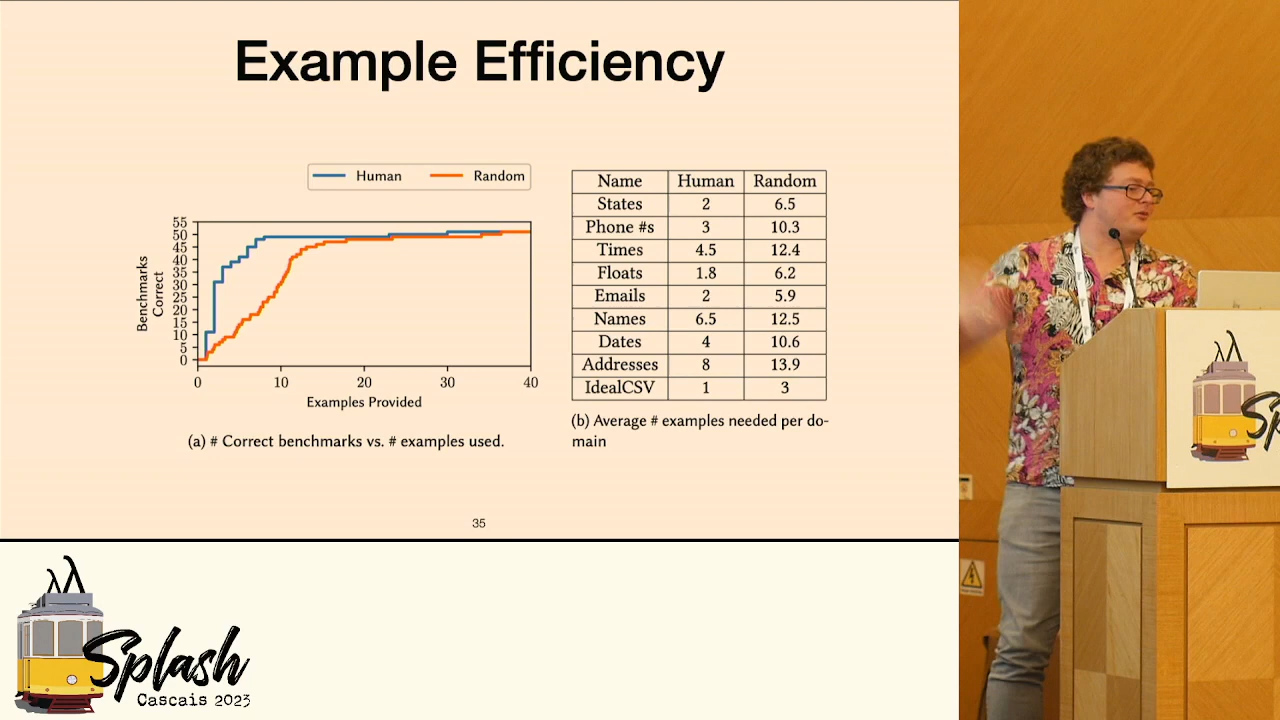 Example Efficiency
Human Random
55
50
45
40
35
30
25
20
15
10
5
0
Benchmarks
Correct
0 10 20 30 40
Examples Provided
(a) # Correct benchmarks vs. # examples used.
Name Human Random
States 2 6.5
Phone #s 3 10.3
Times 4.5 12.4
Floats 1.8 6.2
Emails 2 5.9
Names 6.5 12.5
Dates 4 10.6
Addresses 8 13.9
IdealCSV 1 3
(b) Average # examples needed per do-
main
35
Splash
Cascais 2023
Sp